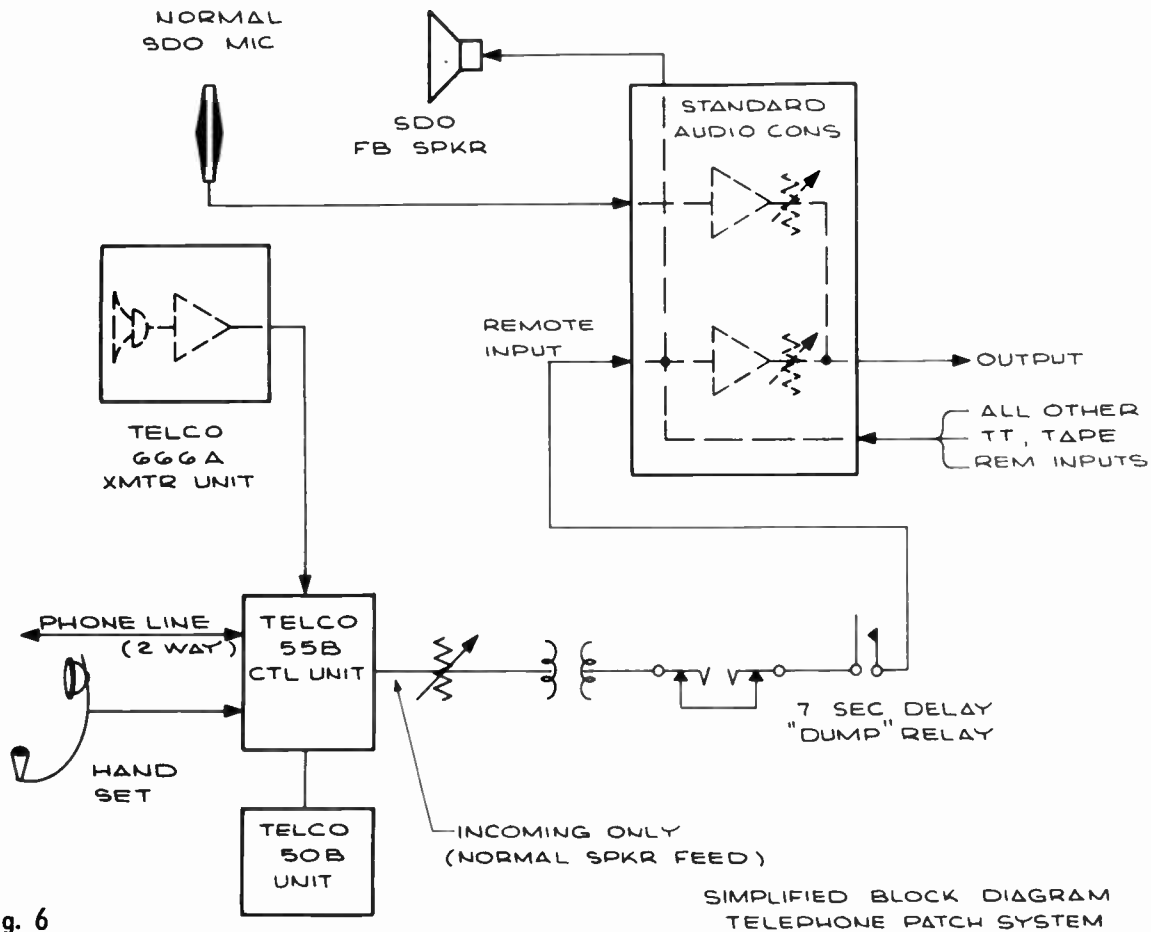 NORMAL
SDO MIC
SDO
FB SPKR
STANDARD
AUDIO CONS
TELCO
666A
XMTR UNIT
REMOTE
INPUT
OUTPUT
ALL OTHER
TT, TAPE
REM INPUTS
PHONE LINE
(2 WAY)
TELCO
55B
CTL UNIT
HAND
SET
TELCO
50B
UNIT
7 SEC DELAY
"DUMP" RELAY
INCOMING ONLY
(NORMAL SPKR FEED)
g. 6
SIMPLIFIED BLOCK DIAGRAM
TELEPHONE PATCH SYSTEM